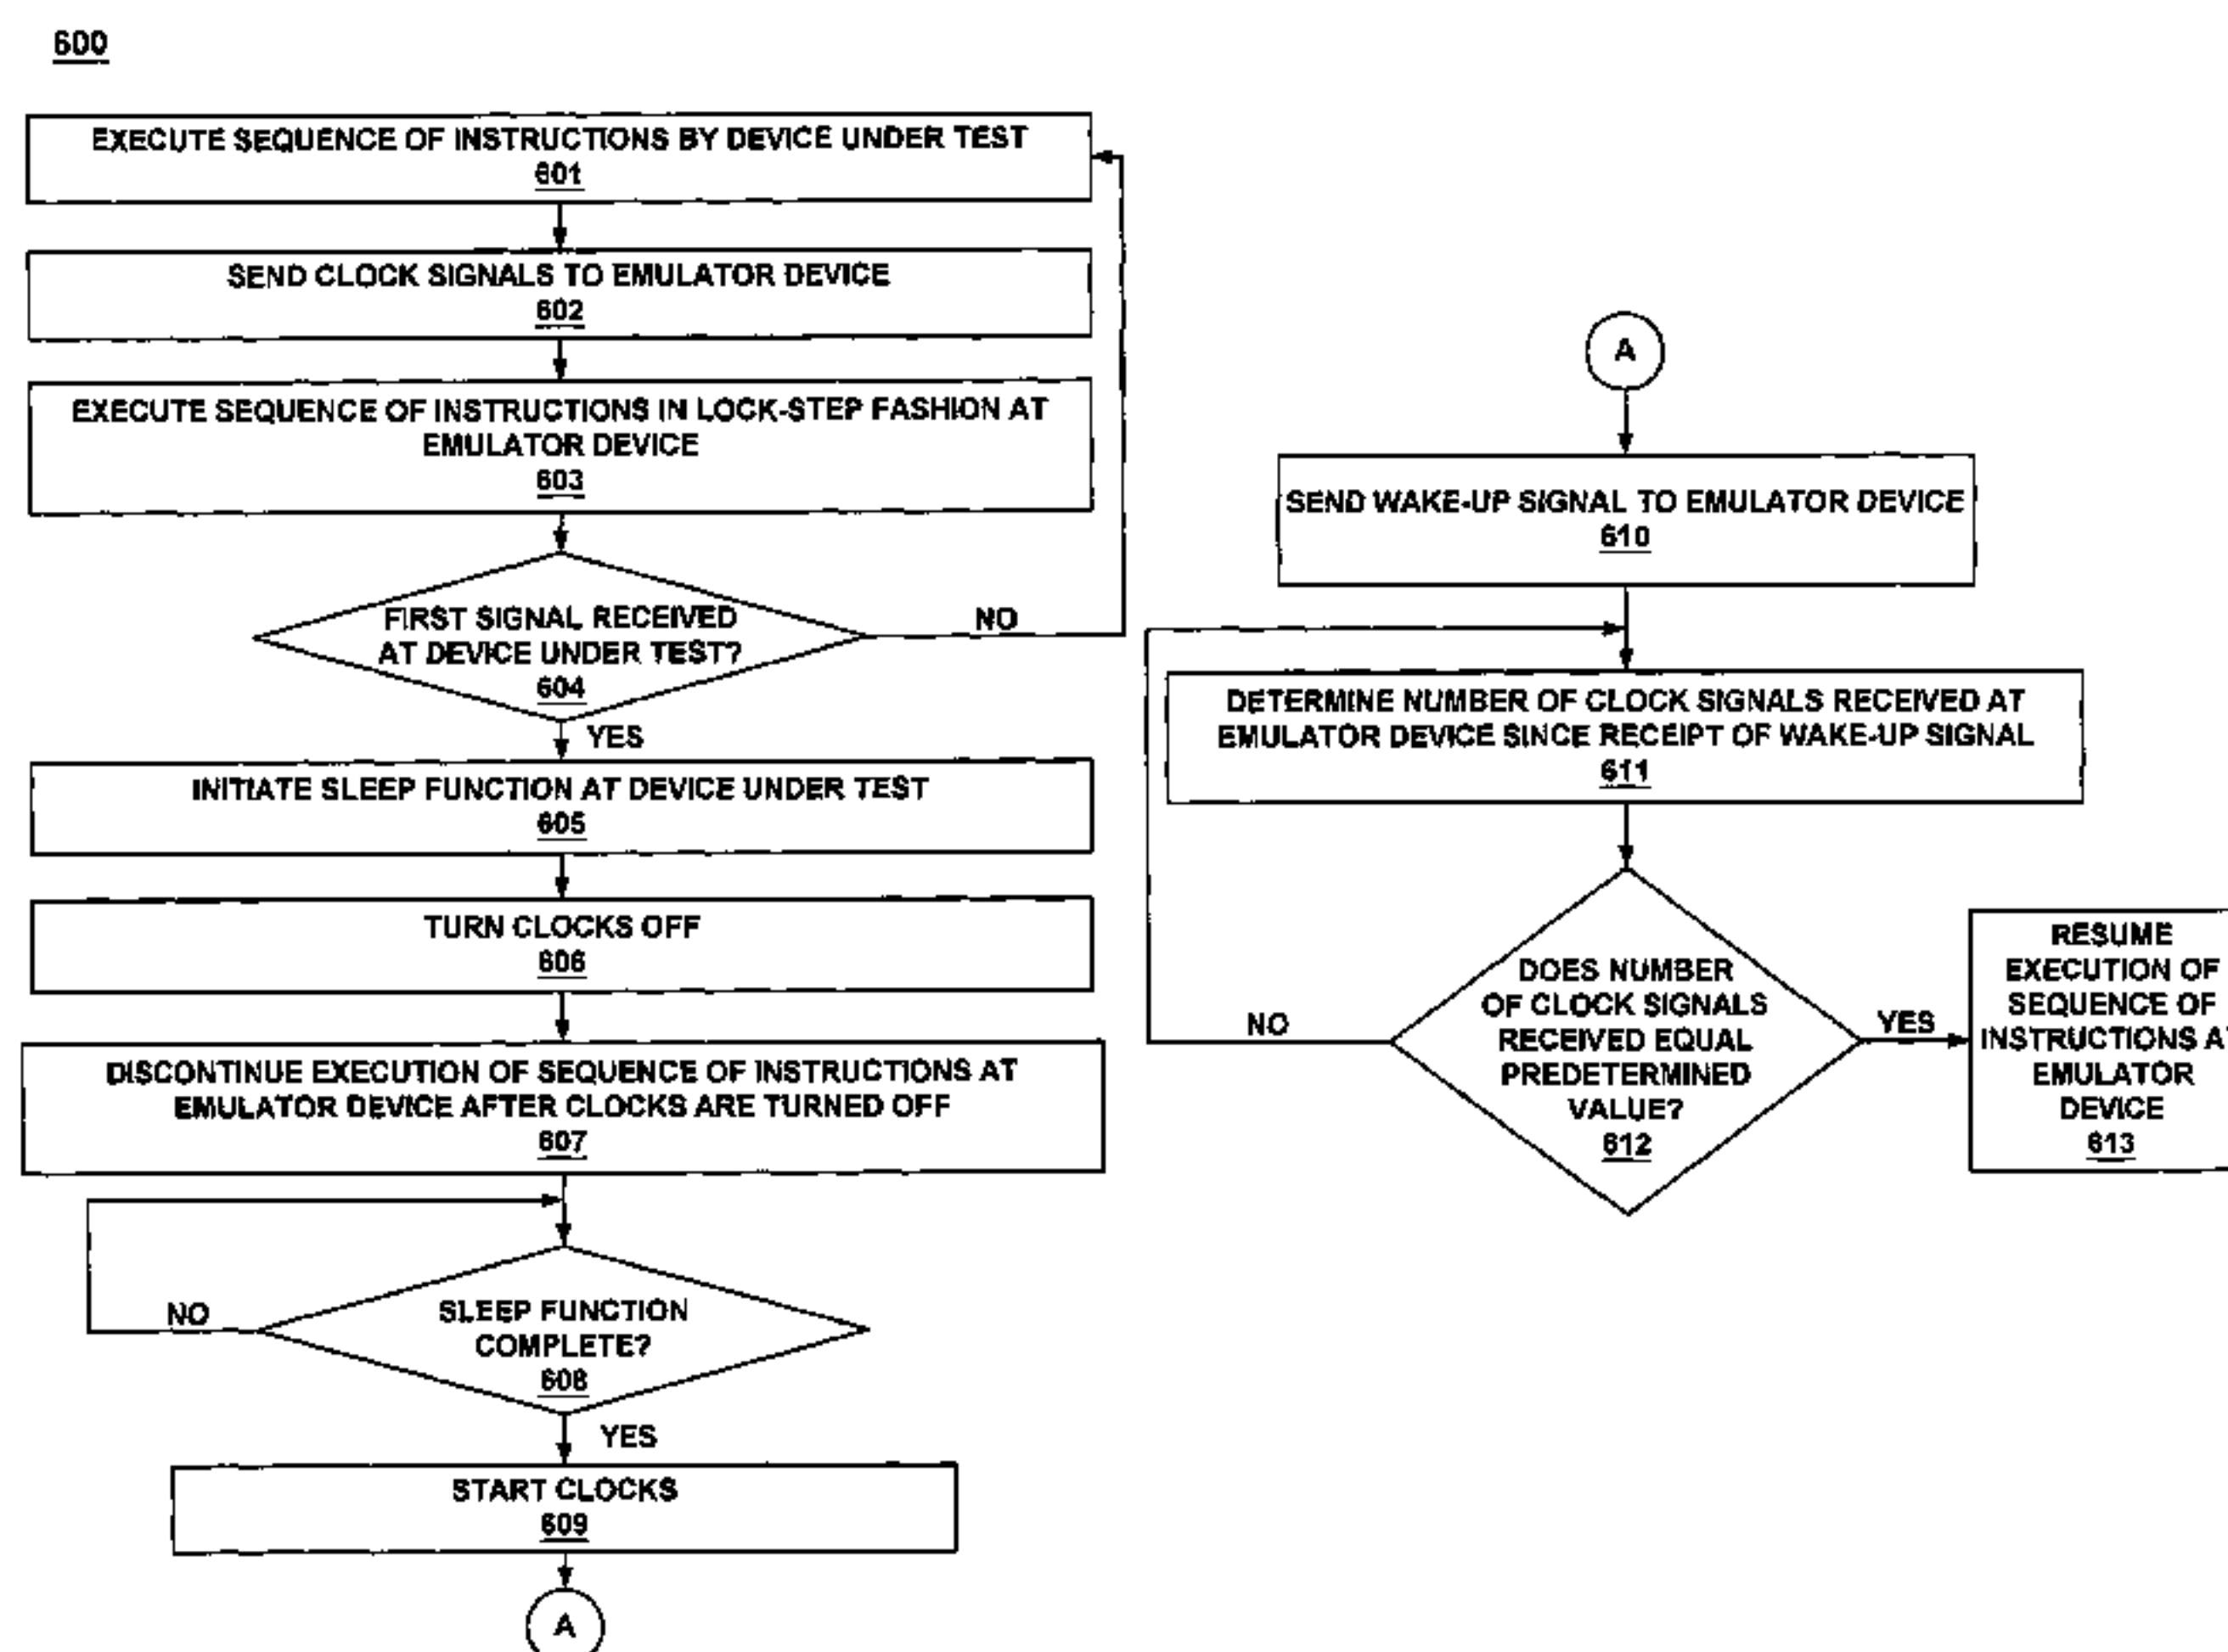 600
EXECUTE SEQUENCE OF INSTRUCTIONS BY DEVICE UNDER TEST
601
SEND CLOCK SIGNALS TO EMULATOR DEVICE
602
EXECUTE SEQUENCE OF INSTRUCTIONS IN LOCK-STEP FASHION AT
EMULATOR DEVICE
603
FIRST SIGNAL RECEIVED
AT DEVICE UNDER TEST?
604
NO
YES
INITIATE SLEEP FUNCTION AT DEVICE UNDER TEST
605
TURN CLOCKS OFF
606
DISCONTINUE EXECUTION OF SEQUENCE OF INSTRUCTIONS AT
EMULATOR DEVICE AFTER CLOCKS ARE TURNED OFF
607
NO
SLEEP FUNCTION
COMPLETE?
608
YES
START CLOCKS
609
A
A
SEND WAKE-UP SIGNAL TO EMULATOR DEVICE
610
DETERMINE NUMBER OF CLOCK SIGNALS RECEIVED AT
EMULATOR DEVICE SINCE RECEIPT OF WAKE-UP SIGNAL
611
NO
DOES NUMBER
OF CLOCK SIGNALS
RECEIVED EQUAL
PREDETERMINED
VALUE?
612
YES
RESUME
EXECUTION OF
SEQUENCE OF
INSTRUCTIONS AT
EMULATOR
DEVICE
613